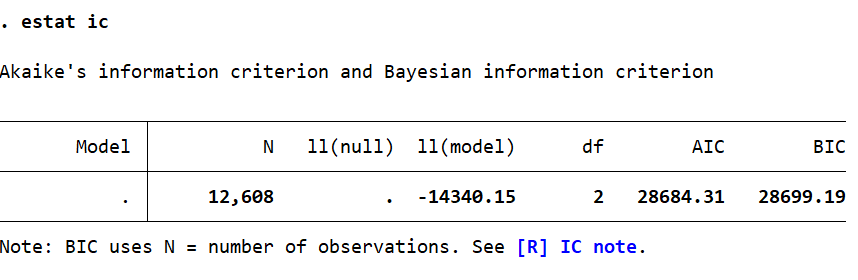 . estat ic
Akaike's information criterion and Bayesian information criterion
Model N ll(null) ll(model) df AIC BIC
. 12,608 . -14340.15 2 28684.31 28699.19
Note: BIC uses N = number of observations. See [R] IC note.